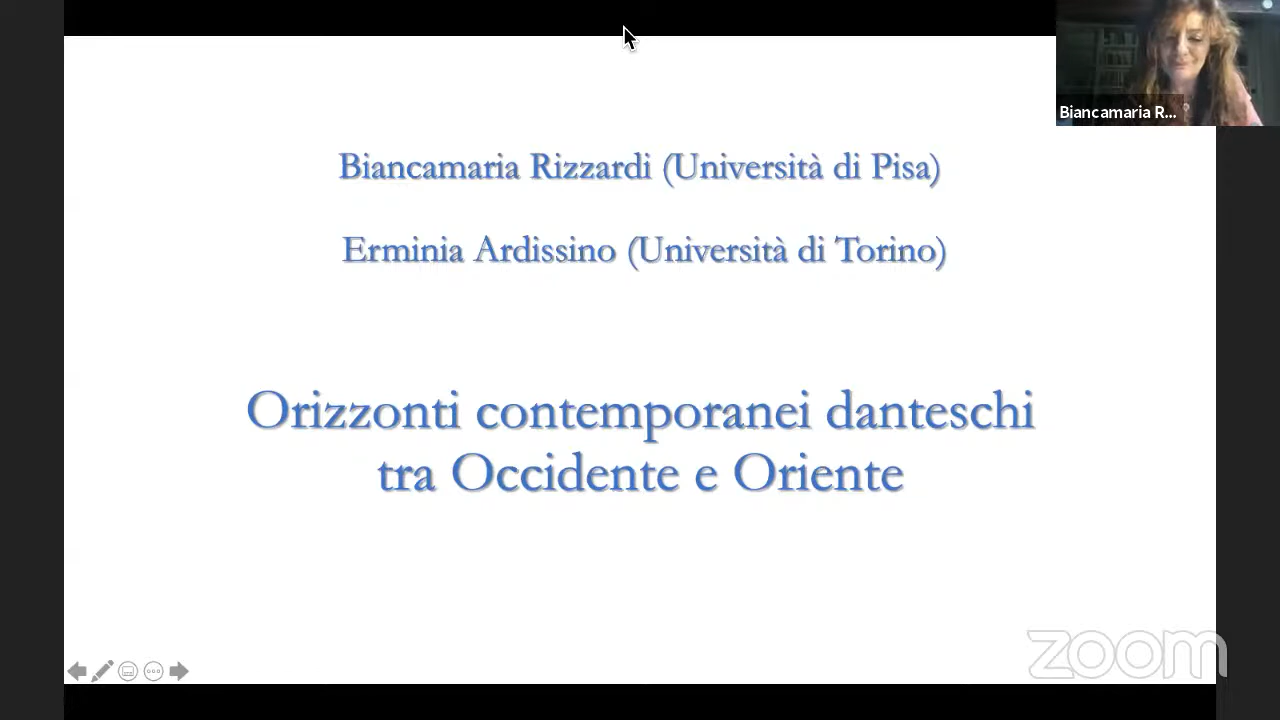 Biancamaria R...
Biancamaria Rizzardi (Università di Pisa)
Erminia Ardissino (Università di Torino)
Orizzonti contemporanei danteschi
tra Occidente e Oriente
zoom